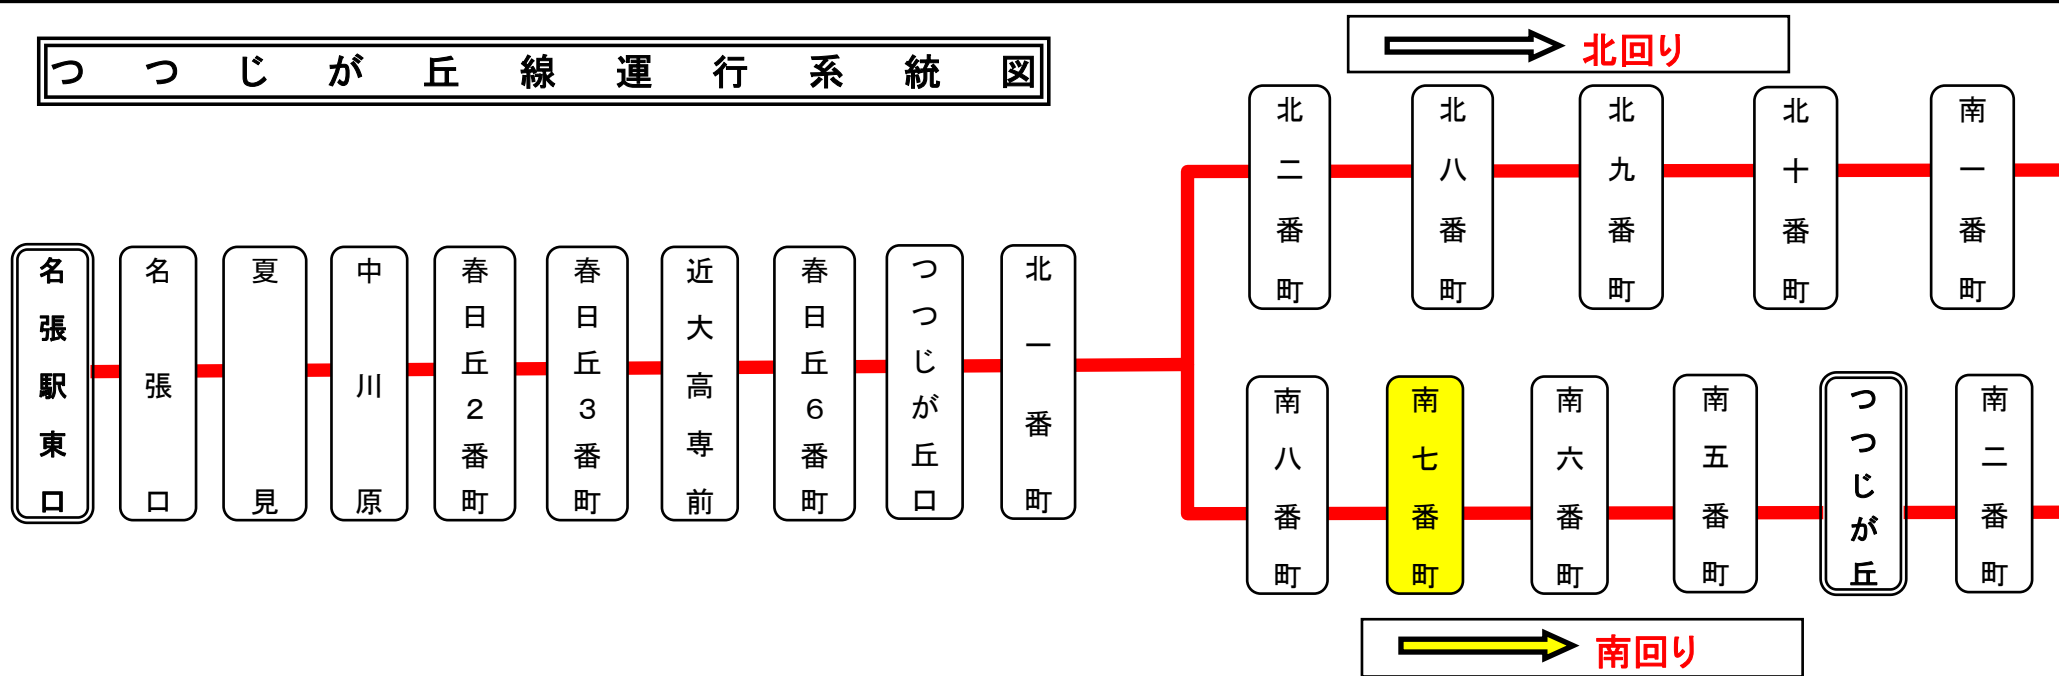 つつじが丘線運行系統図
北回り
北二番町
北八番町
北九番町
北十番町
南一番町
名張駅東口
名張口
夏見
中川原
春日丘2番町
春日丘3番町
近大高専前
春日丘6番町
つつじが丘口
北一番町
南八番町
南七番町
南六番町
南五番町
つつじが丘
南二番町
南回り